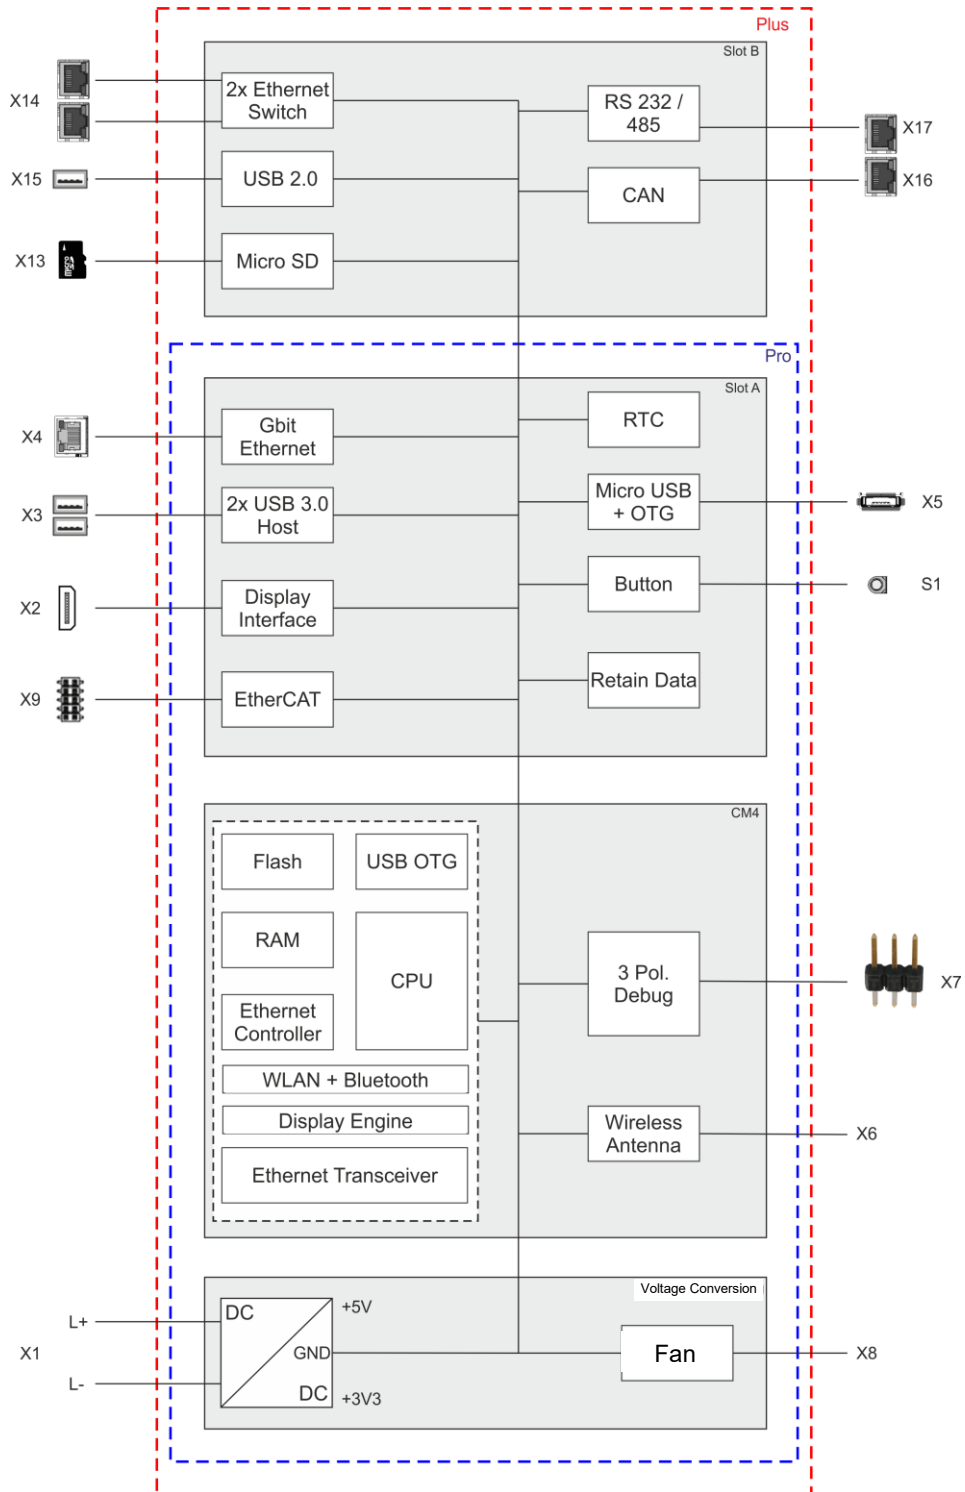 Plus
Slot B
X14
2x Ethernet
Switch
RS 232 /
485
X17
X15
USB 2.0
CAN
X16
X13
Micro SD
Pro
Slot A
X4
Gbit
Ethernet
RTC
X3
2x USB 3.0
Host
Micro USB
+ OTG
X5
X2
Display
Interface
Button
S1
X9
EtherCAT
Retain Data
CM4
Flash
USB OTG
RAM
CPU
Ethernet
Controller
3 Pol.
Debug
X7
WLAN + Bluetooth
Display Engine
Ethernet Transceiver
Wireless
Antenna
X6
Voltage Conversion
X1
L+
L-
DC
+5V
GND
DC
+3V3
Fan
X8